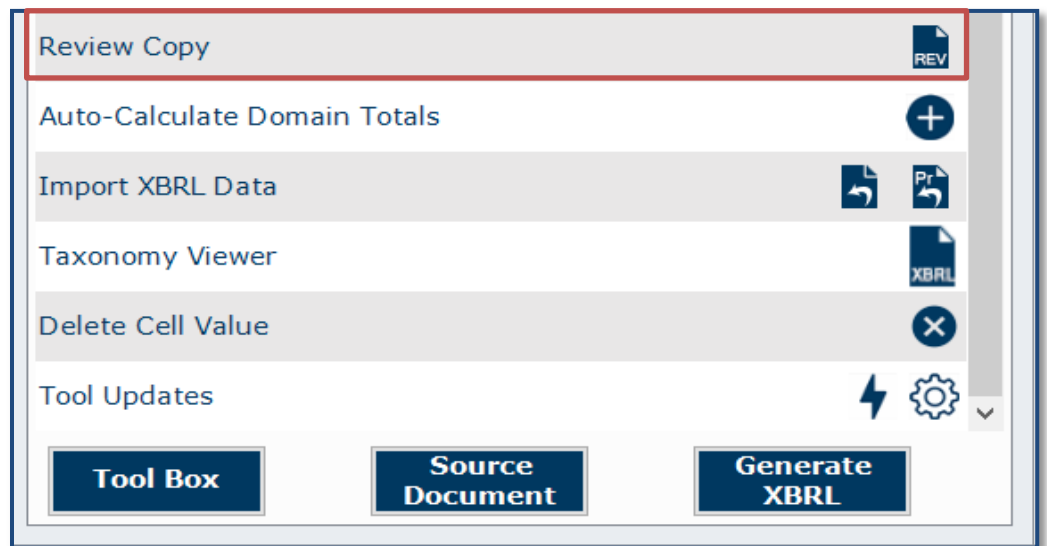 Review Copy
REV
Auto-Calculate Domain Totals
Import XBRL Data
Pr
Taxonomy Viewer
XBRL
Delete Cell Value
Tool Updates
Tool Box
Source
Document
Generate
XBRL